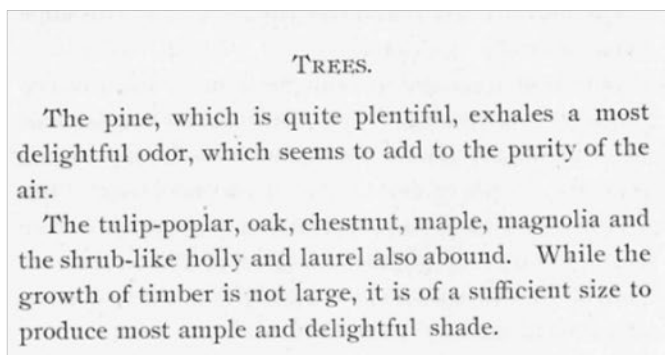 TREES.
The pine, which is quite plentiful, exhales a most
delightful odor, which seems to add to the purity of the
air.
The tulip-poplar, oak, chestnut, maple, magnolia and
the shrub-like holly and laurel also abound. While the
growth of timber is not large, it is of a sufficient size to
produce most ample and delightful shade.